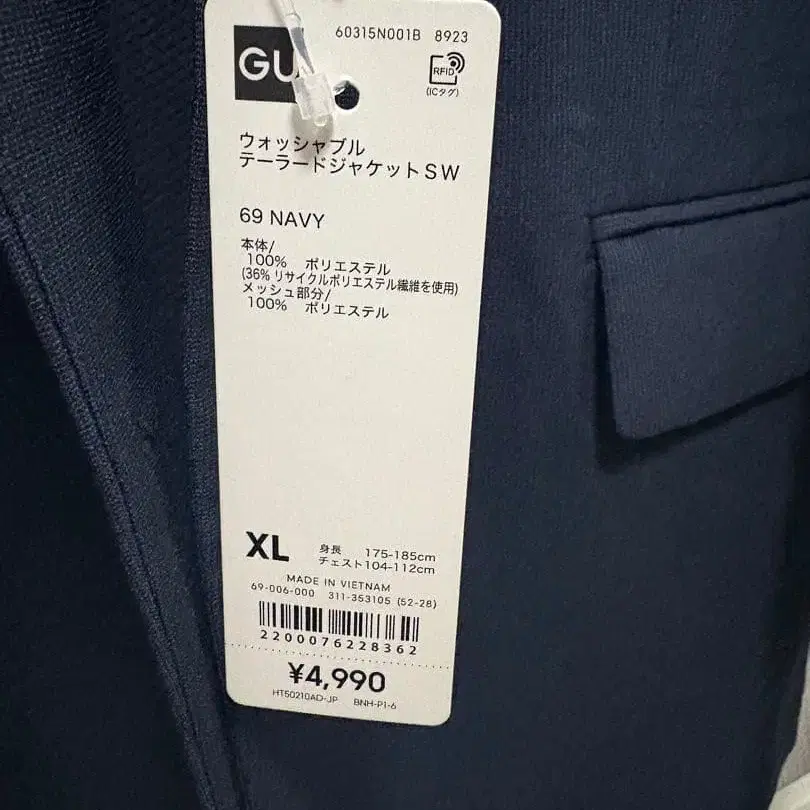 60315N001B 8923
GU
RFID
(ICタグ)
ウォッシャブル
テーラードジャケットSW
69 NAVY
本体/
100% ポリエステル
(36% リサイクルポリエステル繊維を使用)
メッシュ部分/
100% ポリエステル
XL 身長 175-185cm
チェスト104-112cm
MADE IN VIETNAM
69-006-000 311-353105 (52-28)
2200076228362
¥4,990
HT50210AD-JP BNH-P1-6